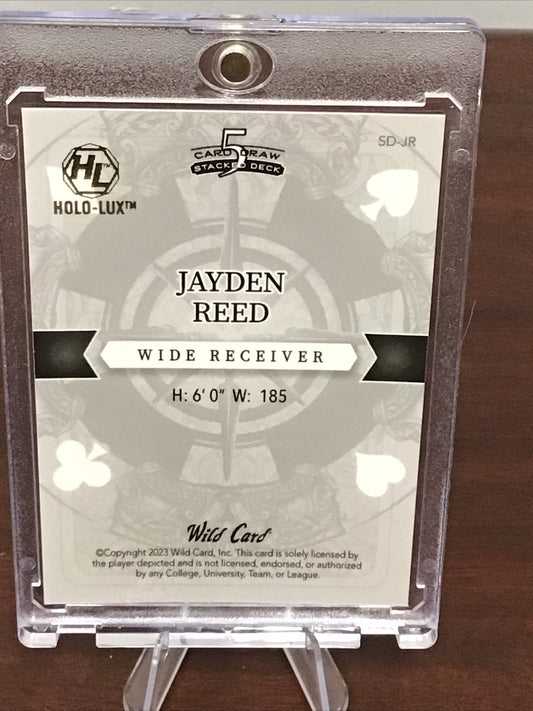 HL™
HOLO-LUX™
5
CARD DRAW
STACKED DECK
SD-JR
JAYDEN
REED
WIDE RECEIVER
H: 6' 0" W: 185
Wild Card
©Copyright 2023 Wild Card, Inc. This card is solely licensed by
the player depicted and is not licensed, endorsed, or authorized
by any College, University, Team, or League.